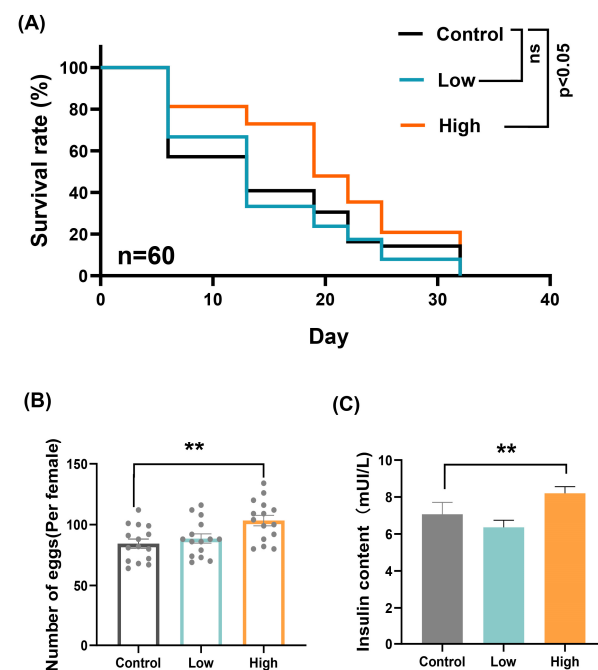 (A)
Survival rate (%)
100
80
60
40
20
0
n=60
0 10 20 30 40
Day
Control
Low
High
ns
p<0.05
(B)
Number of eggs(Per female)
150
100
50
0
**
Control Low High
(C)
Insulin content（mUI/L)
10
8
6
4
2
0
**
Control Low High